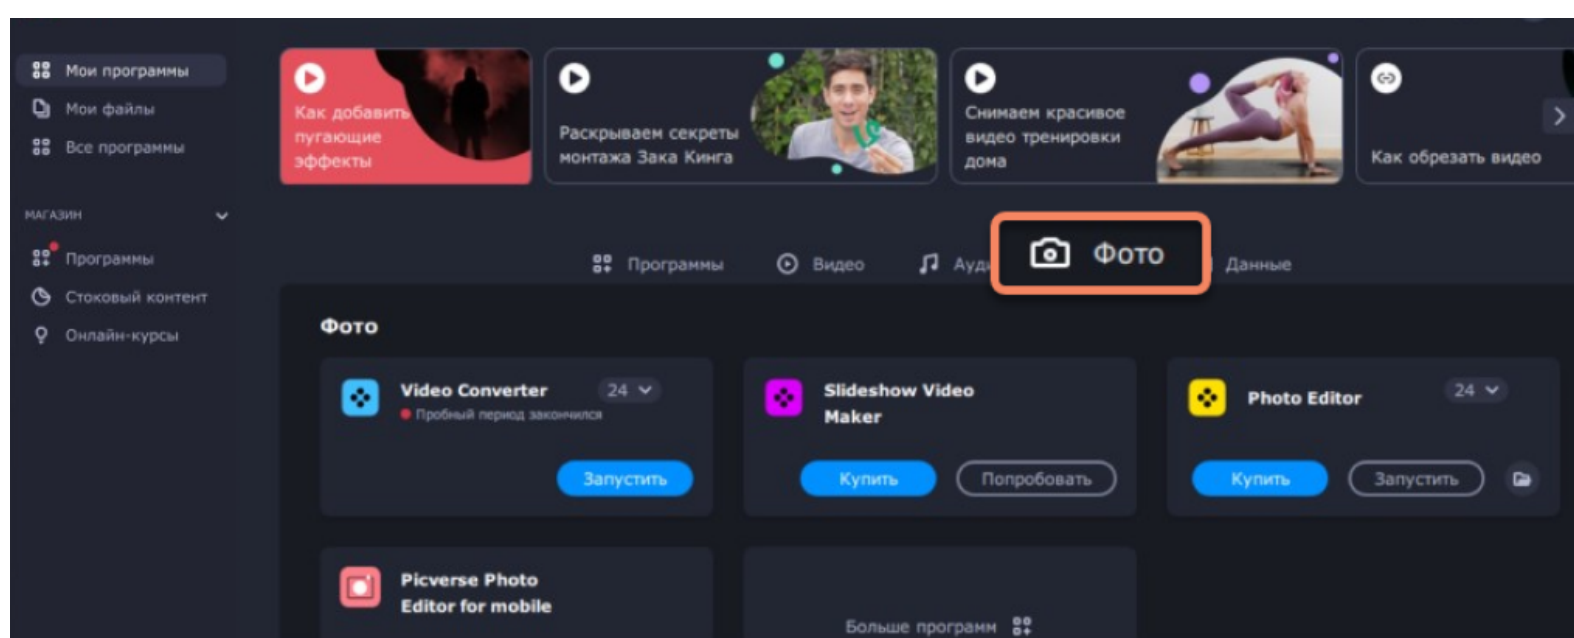 Мои программы
Мои файлы
Все программы
МАГАЗИН
Программы
Стоковый контент
Онлайн-курсы
Как добавить
пугающие
эффекты
Раскрываем секреты
монтажа Зака Кинга
Снимаем красивое
видео тренировки
дома
Как обрезать видео
Программы
Видео
Ауди
Фото
Данные
Фото
Video Converter 24
Пробный период закончился
Запустить
Slideshow Video
Maker
Купить Попробовать
Photo Editor 24
Купить Запустить
Picverse Photo
Editor for mobile
Больше программ